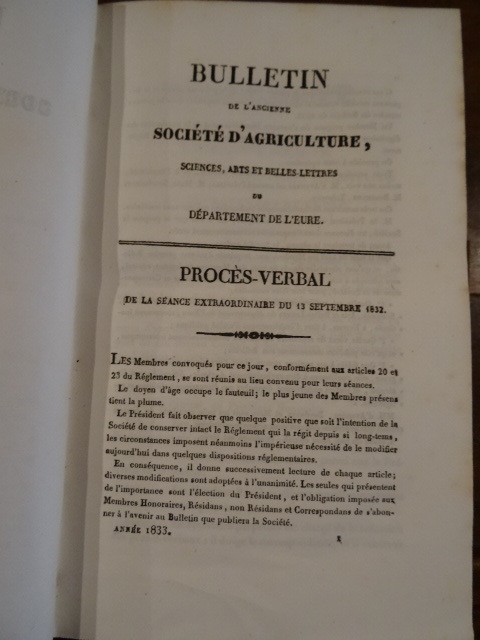 BULLETIN
DE L'ANCIENNE
SOCIÉTÉ D'AGRICULTURE,
SCIENCES, ARTS ET BELLES-LETTRES
DU
DÉPARTEMENT DE L'EURE.
PROCÈS-VERBAL
DE LA SÉANCE EXTRAORDINAIRE DU 12 SEPTEMBRE 1832.
LES Membres convoqués pour ce jour, conformément aux articles 20 et
23 du Réglement, se sont réunis au lieu convenu pour leurs séances.
Le doyen d'âge occupe le fauteuil; le plus jeune des Membres présens
tient la plume.
Le Président fait observer que quelque positive que soit l'intention de la
Société de conserver intact le Réglement qui la régit depuis si long-tems,
les circonstances imposent néanmoins l'impérieuse nécessité de le modifier
aujourd'hui dans quelques dispositions réglementaires.
En conséquence, il donne successivement lecture de chaque article;
diverses modifications sont adoptées à l'unanimité. Les seules qui présentent
de l'importance sont l'élection du Président, et l'obligation imposée aux
Membres Honoraires, Résidans, non Résidans et Correspondans de s'abon-
ner à l'avenir au Bulletin que publiera la Société.
ANNÉE 1833.